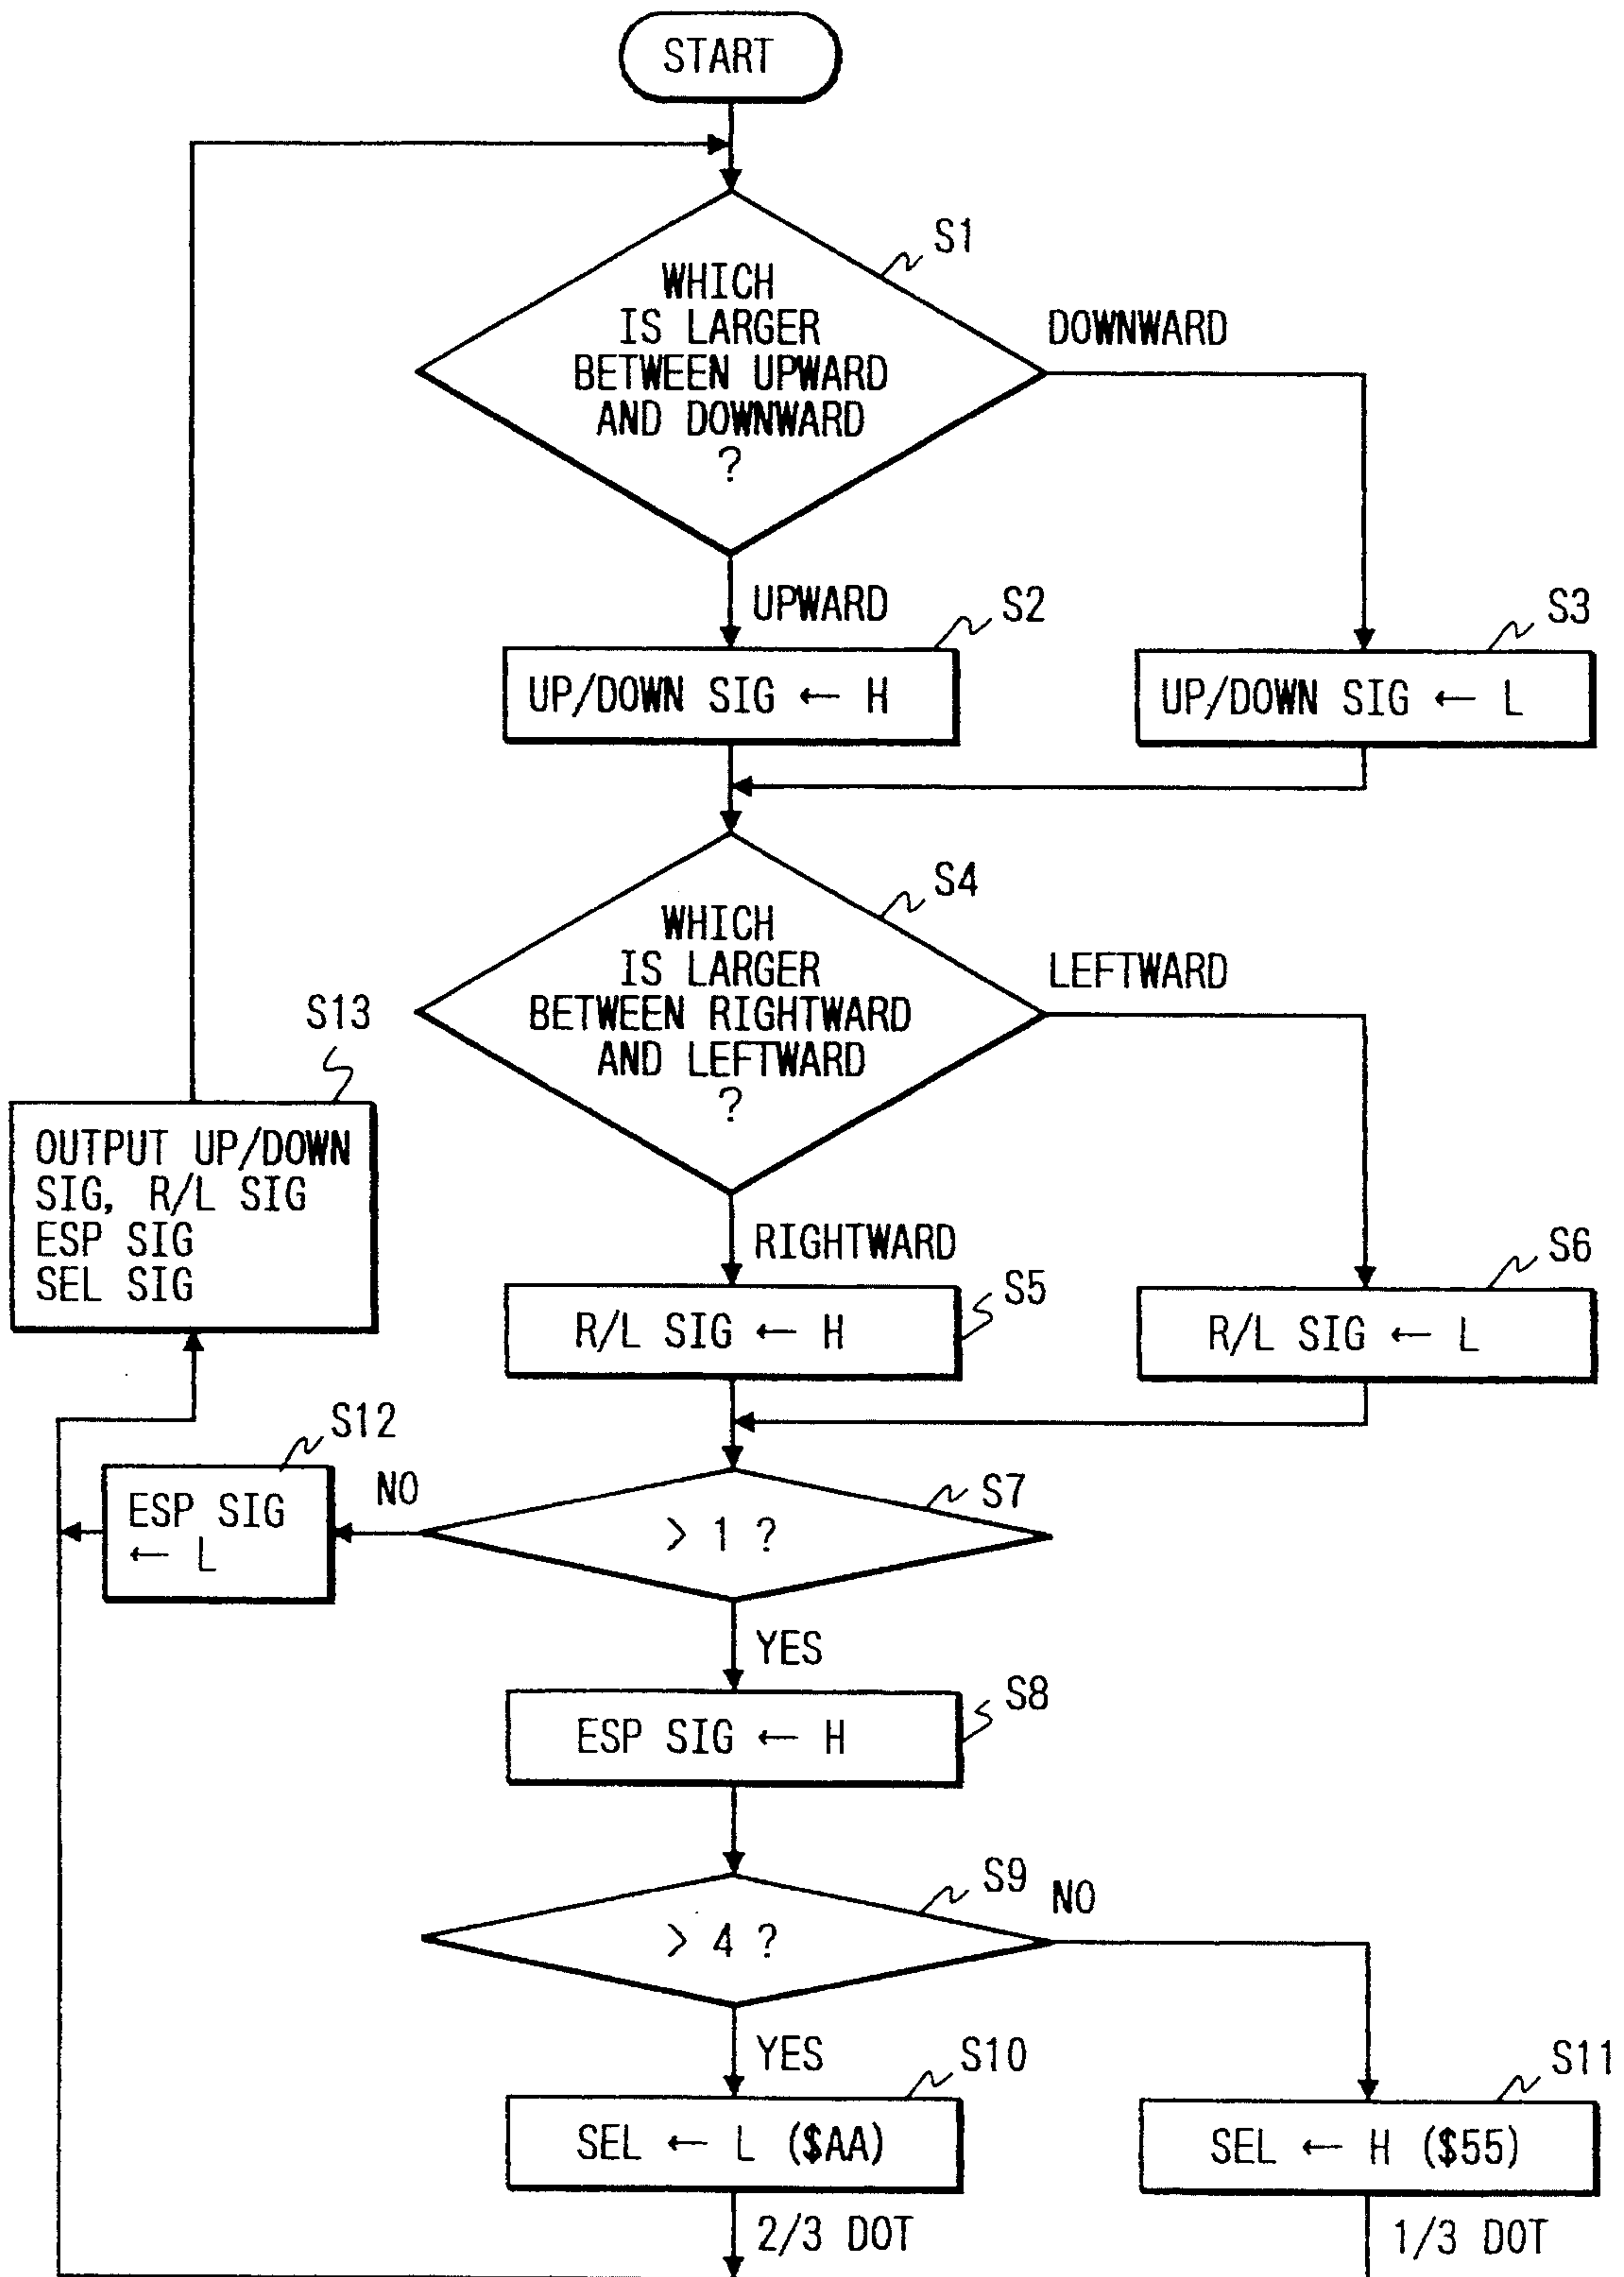 START
S1
WHICH
IS LARGER
BETWEEN UPWARD
AND DOWNWARD
?
DOWNWARD
UPWARD
S2
UP/DOWN SIG ← H
S3
UP/DOWN SIG ← L
S4
WHICH
IS LARGER
BETWEEN RIGHTWARD
AND LEFTWARD
?
LEFTWARD
RIGHTWARD
S5
R/L SIG ← H
S6
R/L SIG ← L
S13
OUTPUT UP/DOWN
SIG, R/L SIG
ESP SIG
SEL SIG
S7
> 1 ?
NO
S12
ESP SIG
← L
YES
S8
ESP SIG ← H
S9
> 4 ?
NO
YES
S10
SEL ← L ($AA)
2/3 DOT
S11
SEL ← H ($55)
1/3 DOT